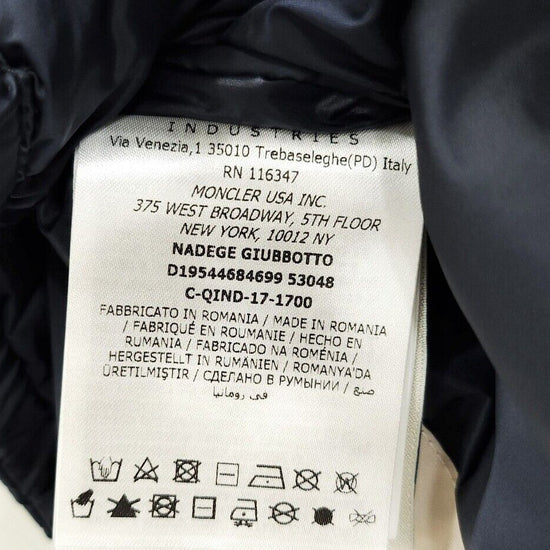 INDUSTRIES
Via Venezia,1 35010 Trebaseleghe(PD) Italy
RN 116347
MONCLER USA INC.
375 WEST BROADWAY, 5TH FLOOR
NEW YORK, 10012 NY
NADEGE GIUBBOTTO
D19544684699 53048
C-QIND-17-1700
FABBRICATO IN ROMANIA / MADE IN ROMANIA
/ FABRIQUÉ EN ROUMANIE / HECHO EN
RUMANIA / FABRICADO NA ROMÉNIA /
HERGESTELLT IN RUMÄNIEN / ROMANYA'DA
ÜRETILMIŞTIR / СДЕЛАНО В РУМЫНИИ / صنع
في رومانيا